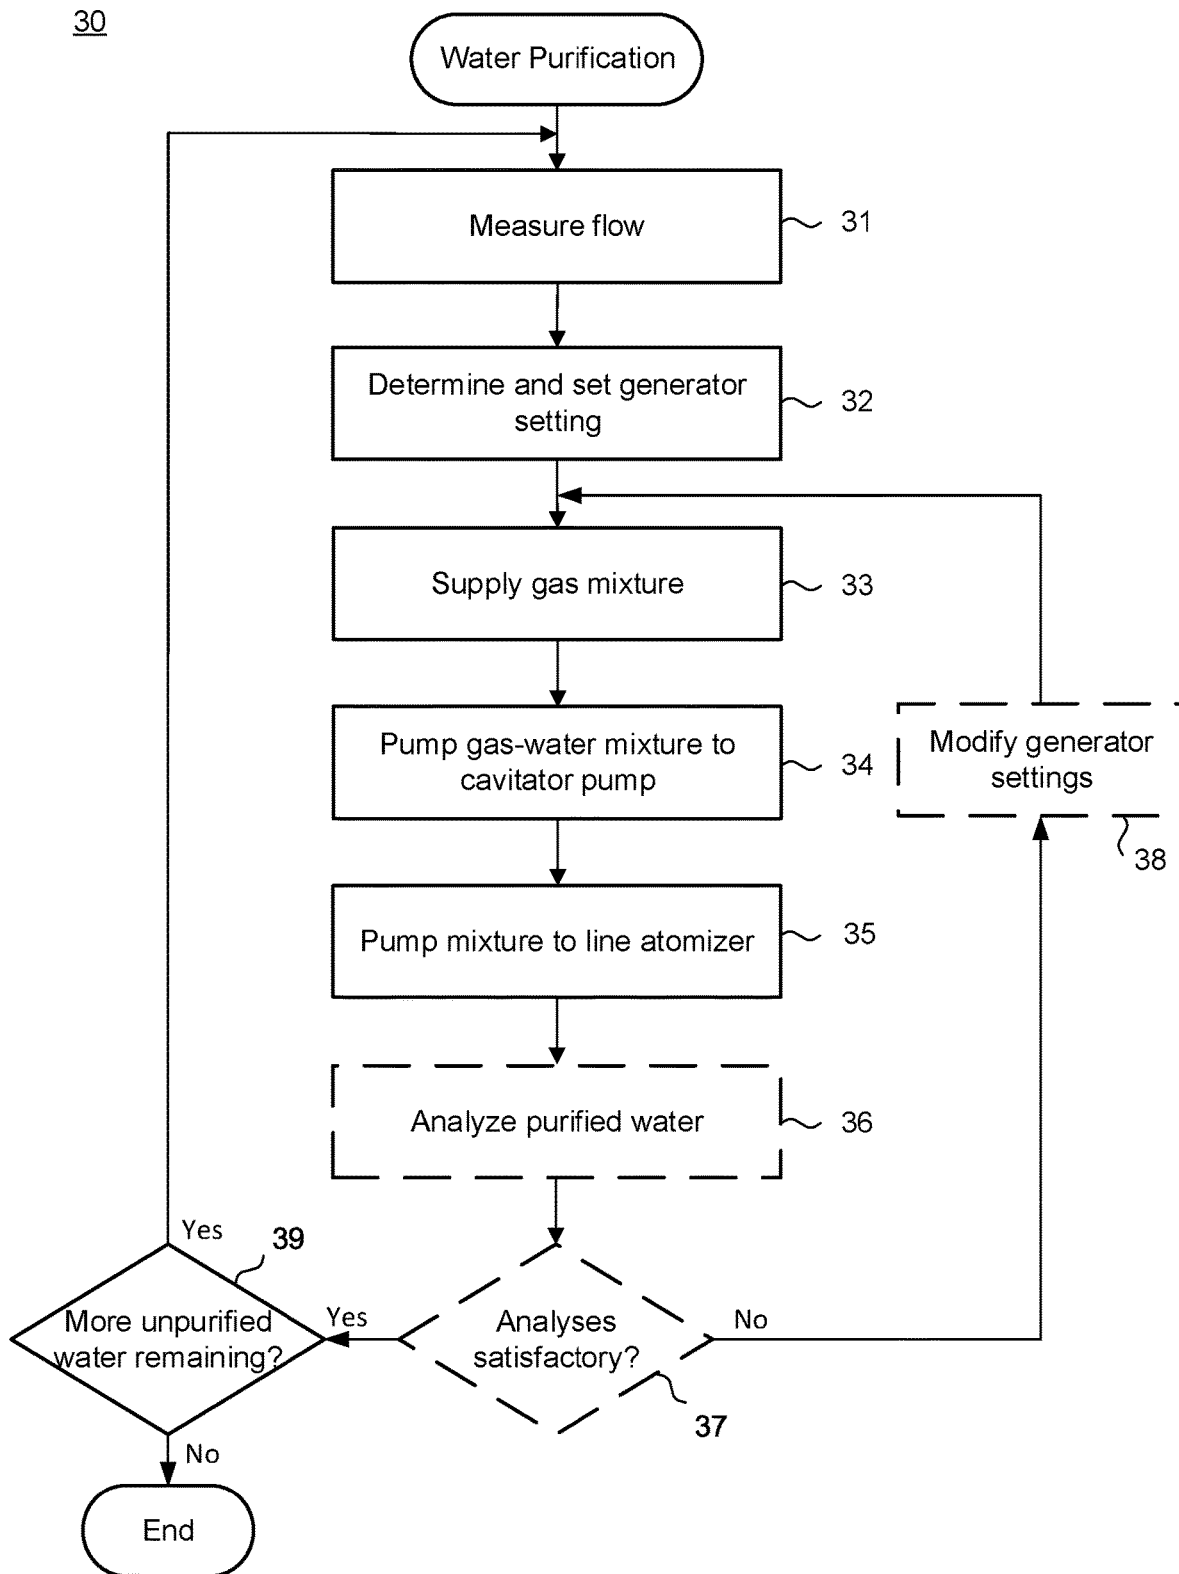 30
Water Purification
Measure flow
31
Determine and set generator
setting
32
Supply gas mixture
33
Pump gas-water mixture to
cavitator pump
34
Modify generator
settings
38
Pump mixture to line atomizer
35
Analyze purified water
36
Analyses
satisfactory?
37
Yes
No
More unpurified
water remaining?
39
Yes
No
End